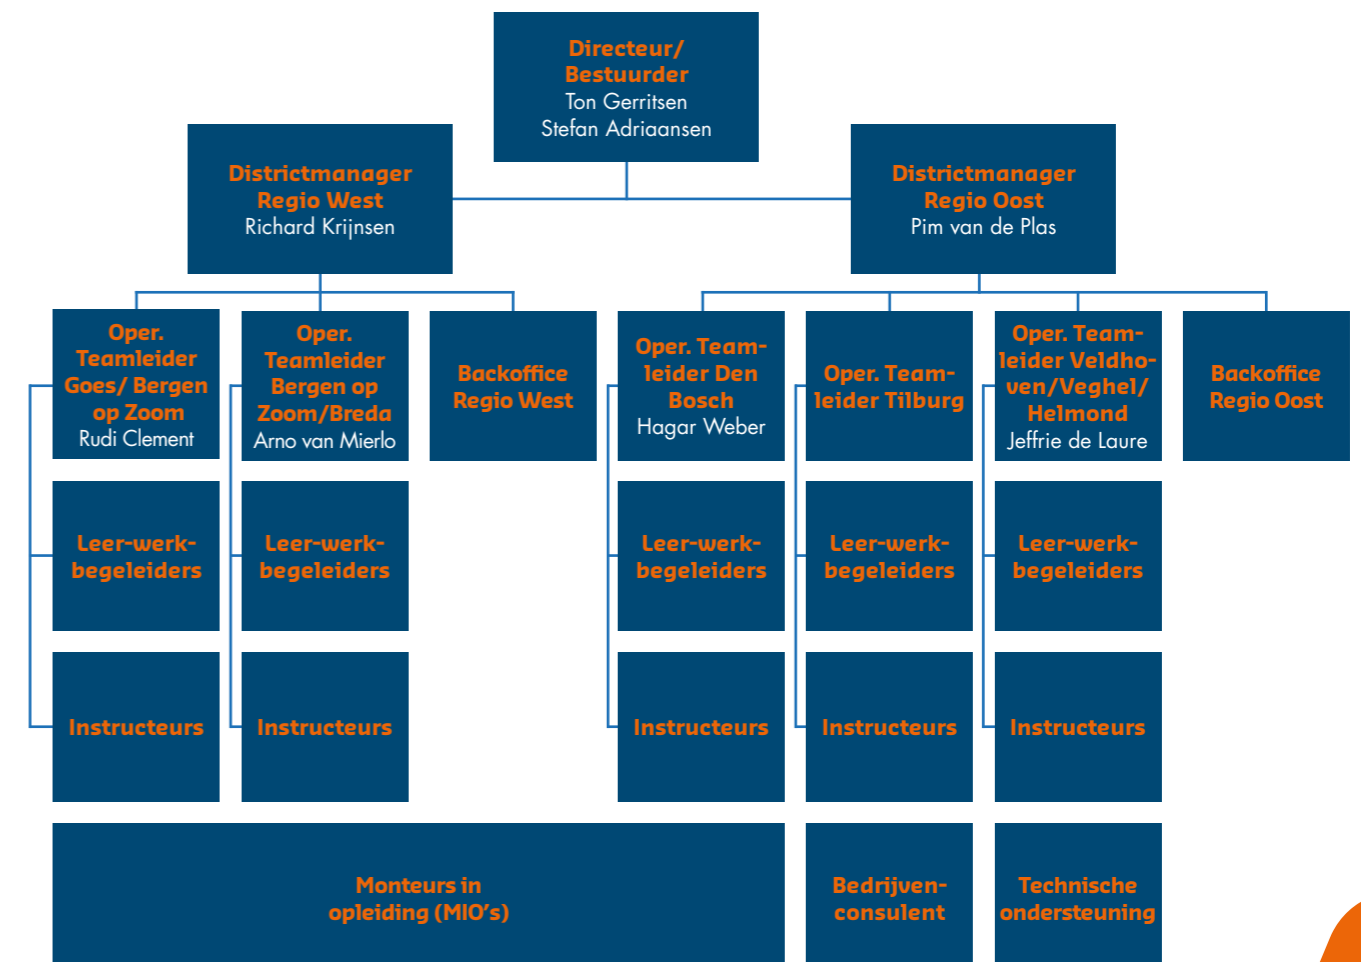 Directeur/
Bestuurder
Ton Gerritsen
Stefan Adriaansen
Districtmanager
Regio West
Richard Krijnsen
Districtmanager
Regio Oost
Pim van de Plas
Oper.
Teamleider
Goes/ Bergen
op Zoom
Rudi Clement
Oper.
Teamleider
Bergen op
Zoom/Breda
Arno van Mierlo
Backoffice
Regio West
Oper. Team-
leider Den
Bosch
Hagar Weber
Oper. Team-
leider Tilburg
Oper. Team-
leider Veldho-
ven/Veghel/
Helmond
Jeffrie de Laure
Backoffice
Regio Oost
Leer-werk-
begeleiders
Leer-werk-
begeleiders
Leer-werk-
begeleiders
Leer-werk-
begeleiders
Leer-werk-
begeleiders
Instructeurs
Instructeurs
Instructeurs
Instructeurs
Instructeurs
Monteurs in
opleiding (MIO's)
Bedrijven-
consulent
Technische
ondersteuning